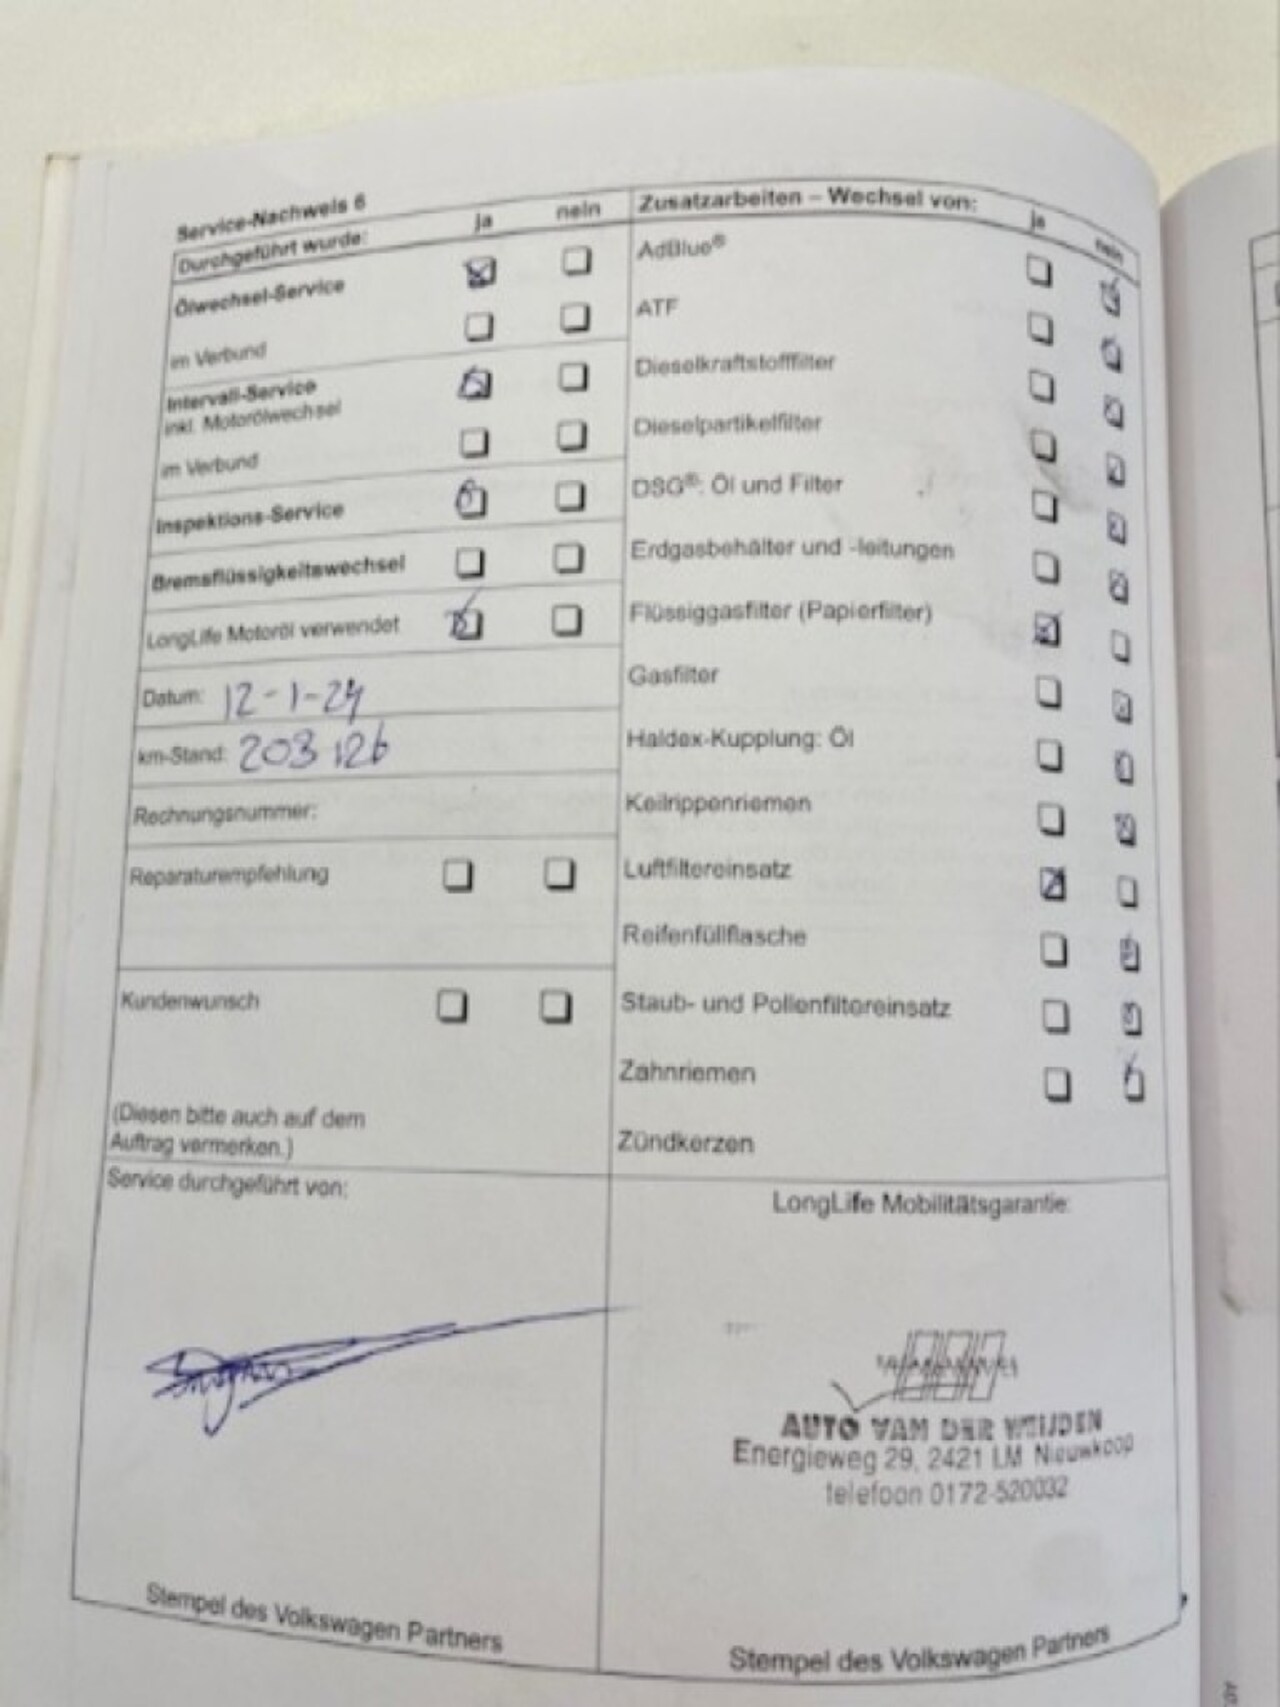 Service-Nachweis 6
Durchgeführt wurde:
ja
nein
Ölwechsel-Service
im Verbund
Intervall-Service
inkl. Motorölwechsel
im Verbund
Inspektions-Service
Bremsflüssigkeitswechsel
LongLife Motoröl verwendet
Datum: 12-1-24
km-Stand: 203 126
Rechnungsnummer:
Reparaturempfehlung
Kundenwunsch
(Diesen bitte auch auf dem
Auftrag vermerken.)
Service durchgeführt von:
Stempel des Volkswagen Partners
Zusatzarbeiten – Wechsel von:
ja
nein
AdBlue®
ATF
Dieselkraftstofffilter
Dieselpartikelfilter
DSG®: Öl und Filter
Erdgasbehälter und -leitungen
Flüssiggasfilter (Papierfilter)
Gasfilter
Haldex-Kupplung: Öl
Keilrippenriemen
Luftfiltereinsatz
Reifenfüllflasche
Staub- und Pollenfiltereinsatz
Zahnriemen
Zündkerzen
LongLife Mobilitätsgarantie:
AUTO VAN DER WEIJDEN
Energieweg 29, 2421 LM Nieuwkoop
telefoon 0172-520032
Stempel des Volkswagen Partners